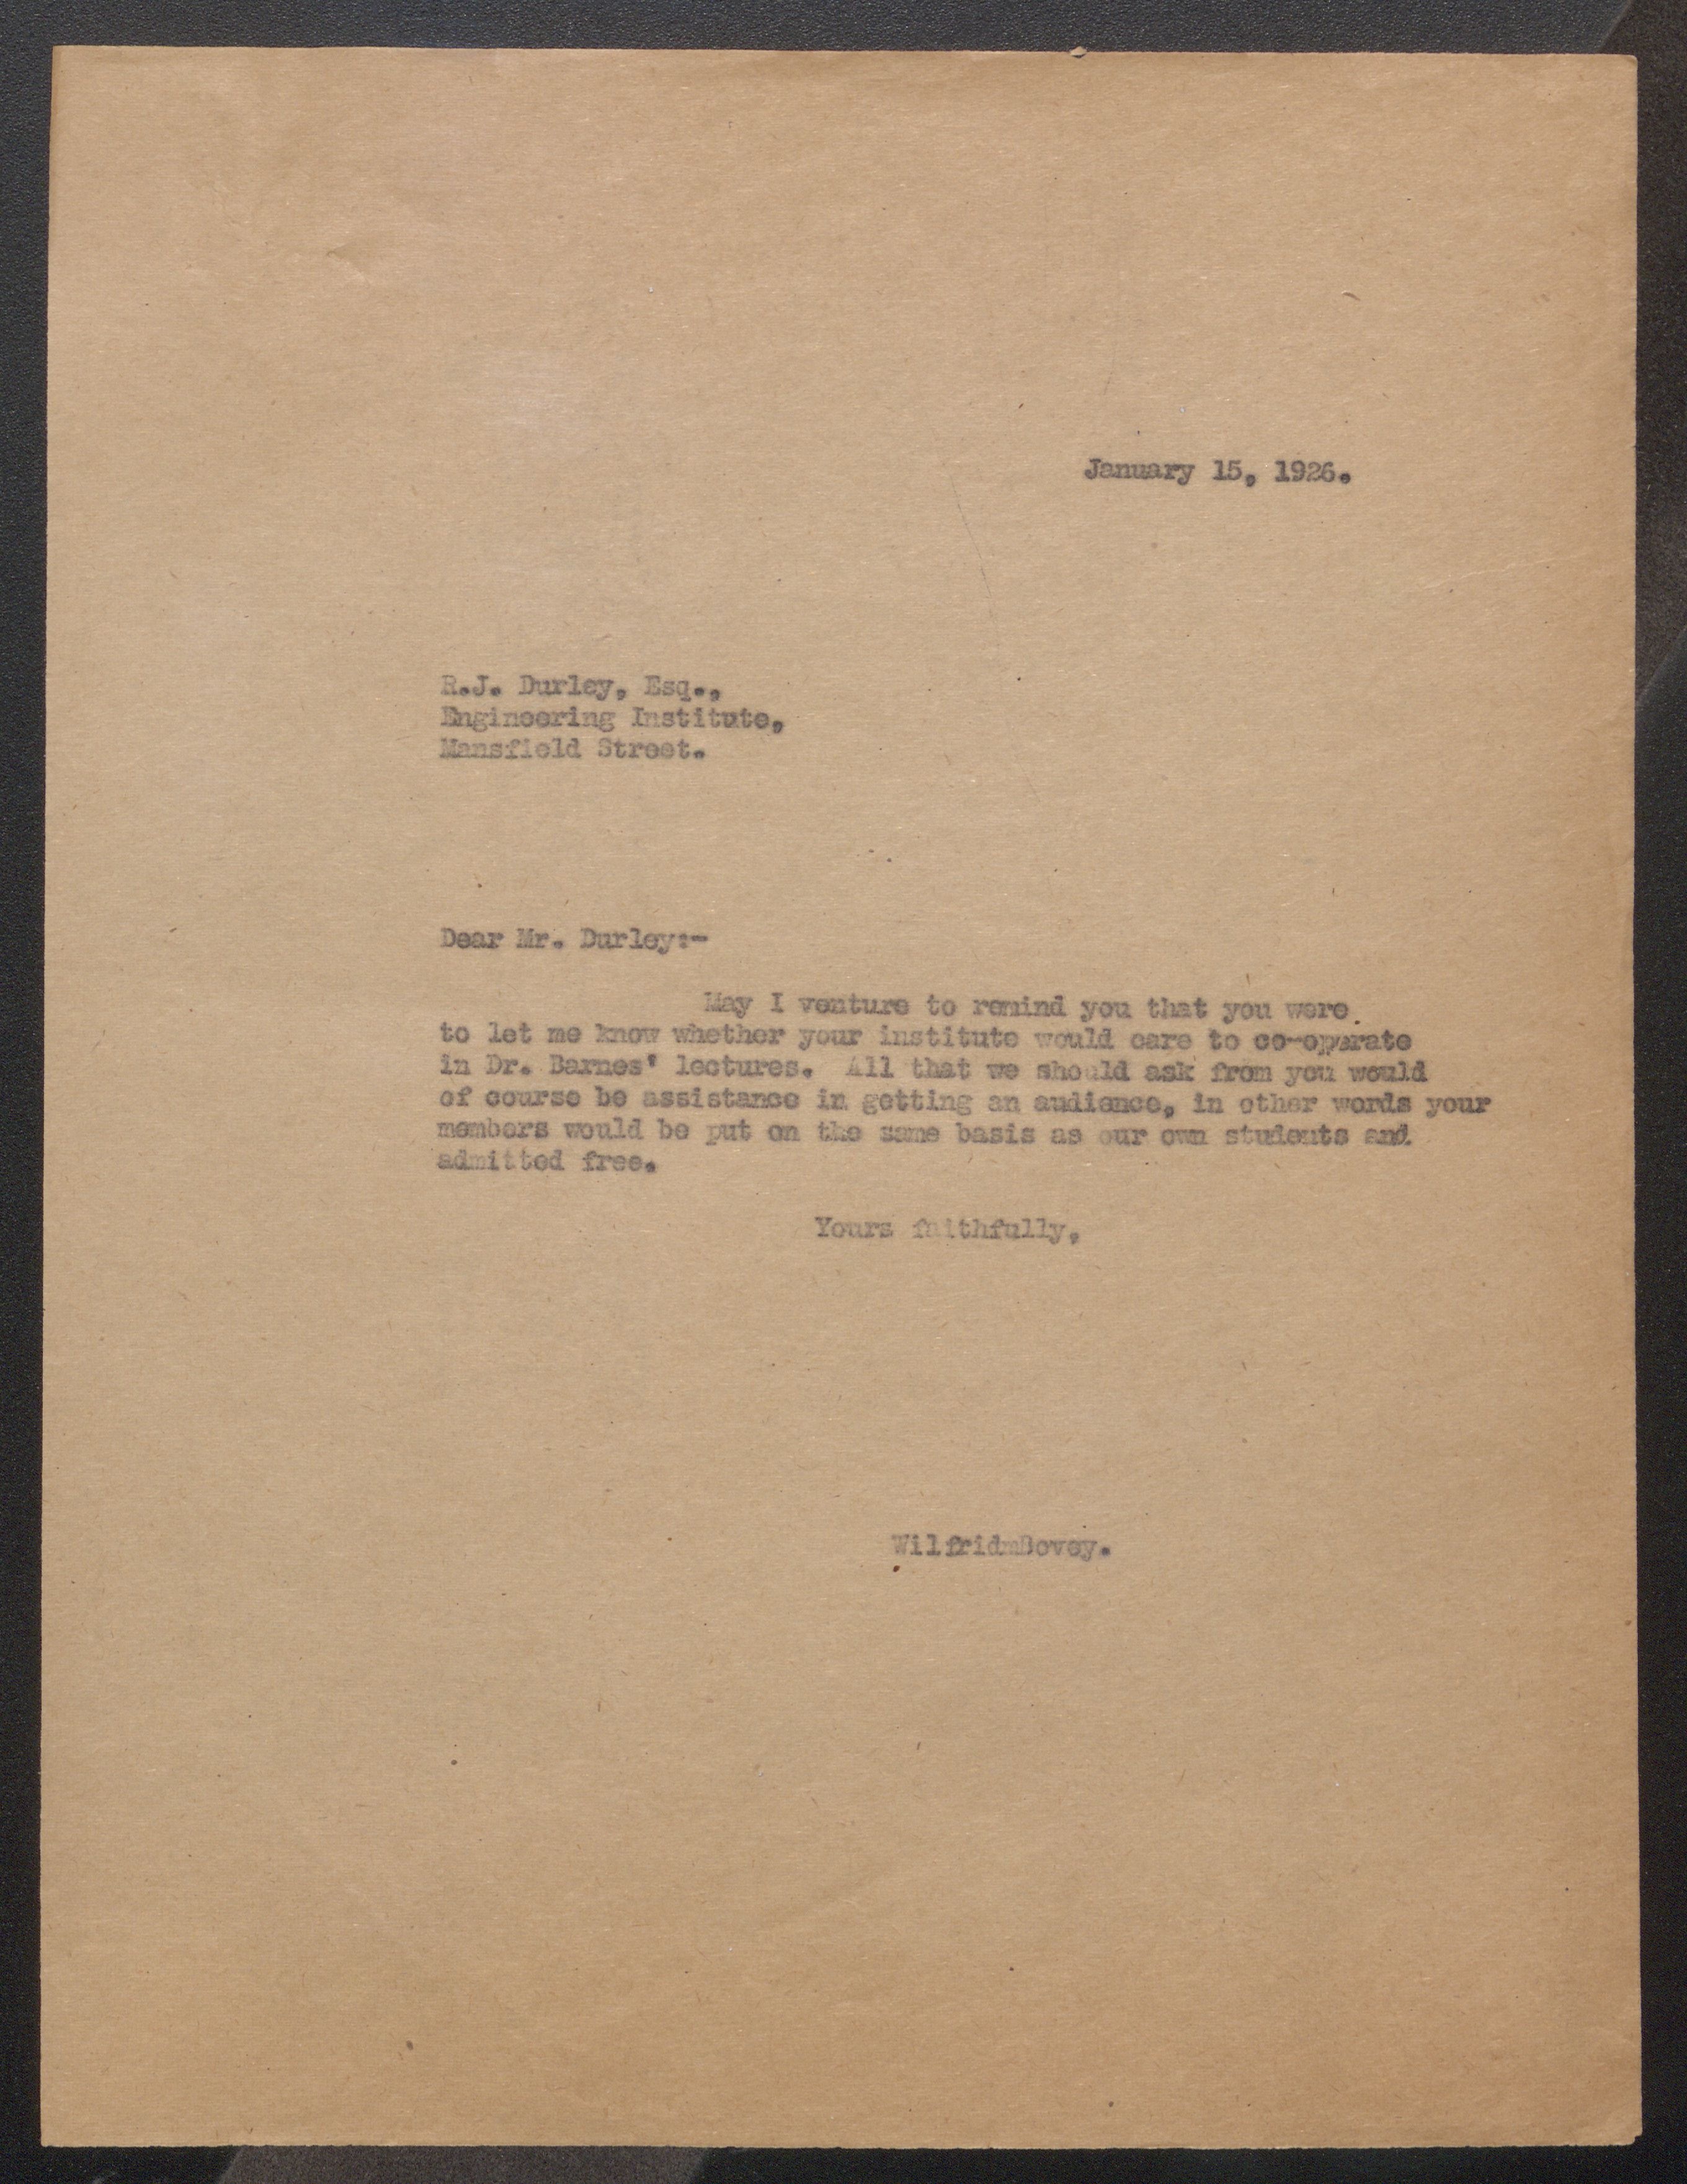 January 15, 1926.
R.J. Durley, Esq.,
Engineering Institute,
Mansfield Street.
Dear Mr. Durley:-
May I venture to remind you that you were
to let me know whether your institute would care to co-operate
in Dr. Barnes' lectures. All that we should ask from you would
of course be assistance in getting an audience, in other words your
members would be put on the same basis as our own students and
admitted free.
Yours faithfully,
WilfridmBovey.